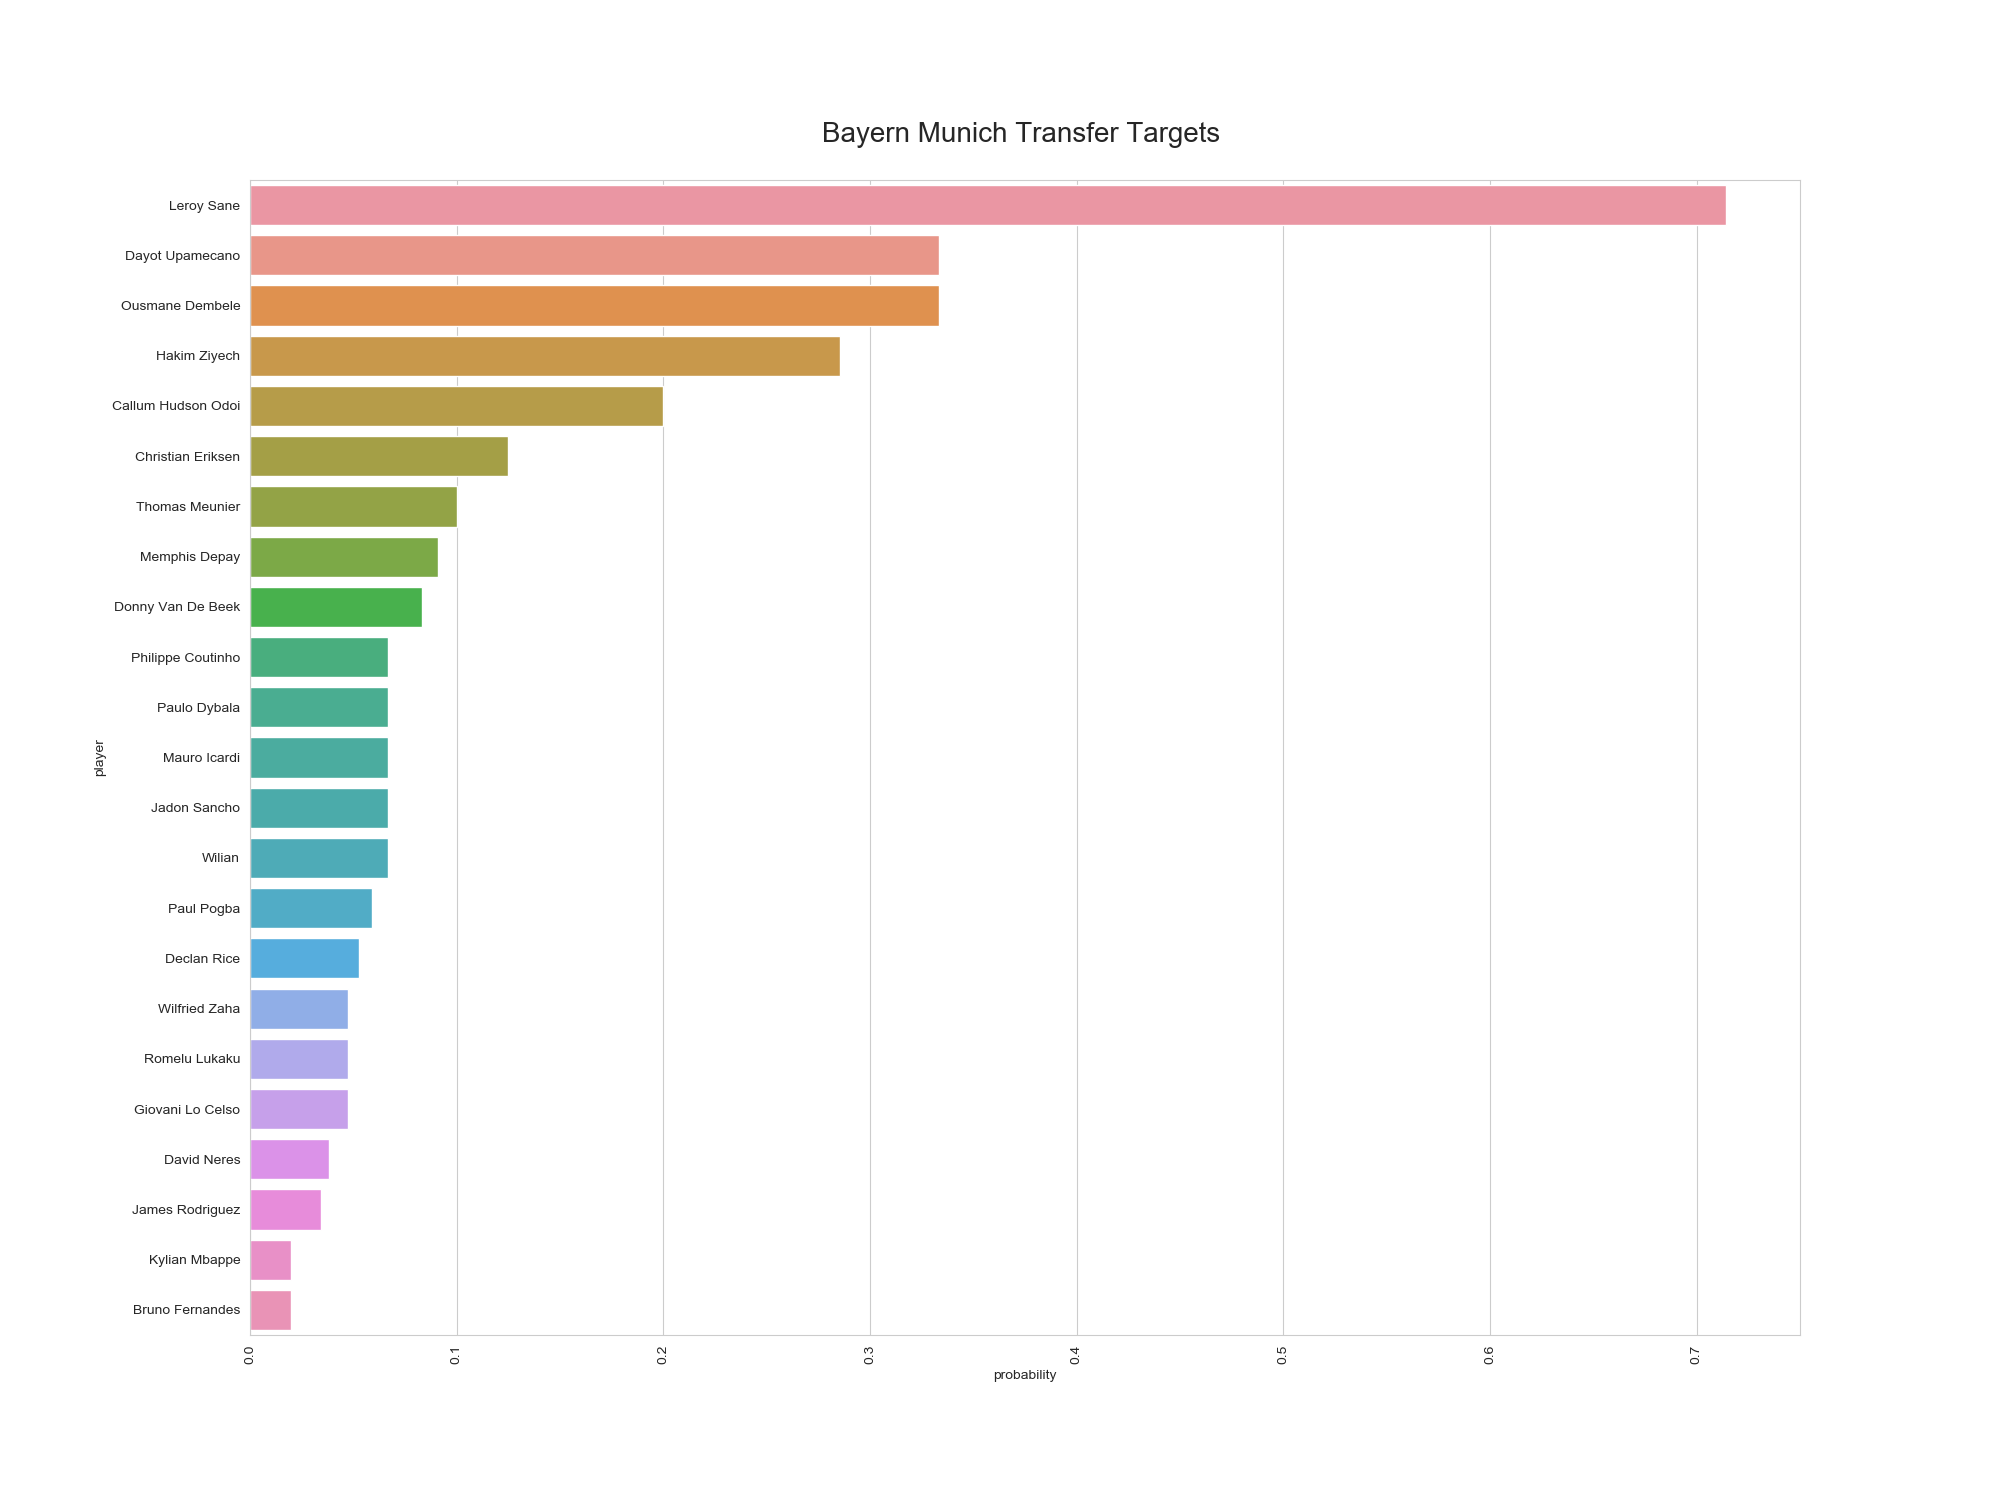 Bayern Munich Transfer Targets
Leroy Sane
Dayot Upamecano
Ousmane Dembele
Hakim Ziyech
Callum Hudson Odoi
Christian Eriksen
Thomas Meunier
Memphis Depay
Donny Van De Beek
Philippe Coutinho
Paulo Dybala
Mauro Icardi
Jadon Sancho
Wilian
Paul Pogba
Declan Rice
Wilfried Zaha
Romelu Lukaku
Giovani Lo Celso
David Neres
James Rodriguez
Kylian Mbappe
Bruno Fernandes
player
0.0 0.1 0.2 0.3 0.4 0.5 0.6 0.7
probability